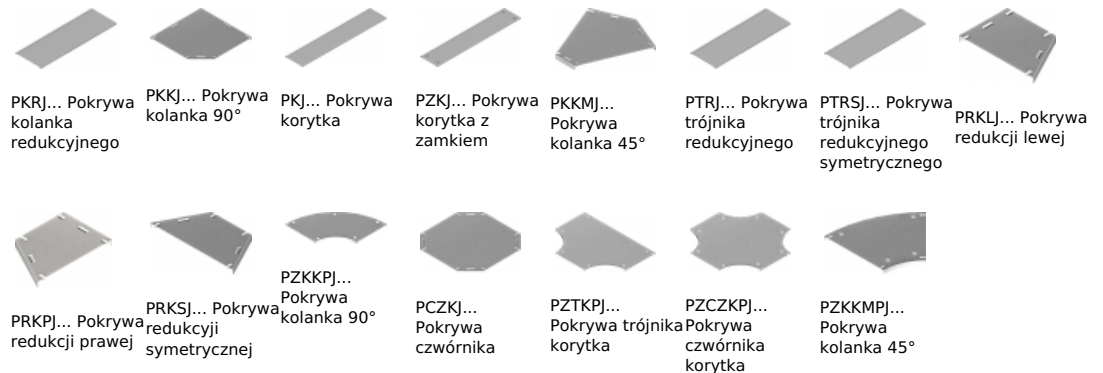 PKRJ... Pokrywa
kolanka
redukcyjnego
PKKJ... Pokrywa
kolanka 90°
PKJ... Pokrywa
korytka
PZKJ... Pokrywa
korytka z
zamkiem
PKKMJ...
Pokrywa
kolanka 45°
PTRJ... Pokrywa
trójnika
redukcyjnego
PTRSJ... Pokrywa
trójnika
redukcyjnego
symetrycznego
PRKLJ... Pokrywa
redukcji lewej
PRKPJ... Pokrywa
redukcji prawej
PRKSJ... Pokrywa
redukcyji
symetrycznej
PZKKPJ...
Pokrywa
kolanka 90°
PCZKJ...
Pokrywa
czwórnika
PZTKPJ...
Pokrywa trójnika
korytka
PZCZKPJ...
Pokrywa
czwórnika
korytka
PZKKMPJ...
Pokrywa
kolanka 45°